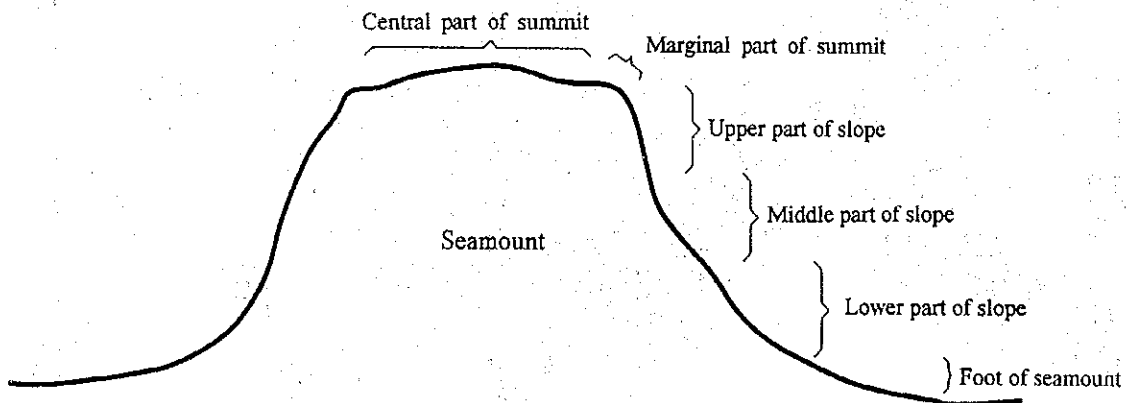 Central part of summit
Marginal part of summit
Upper part of slope
Middle part of slope
Seamount
Lower part of slope
Foot of seamount